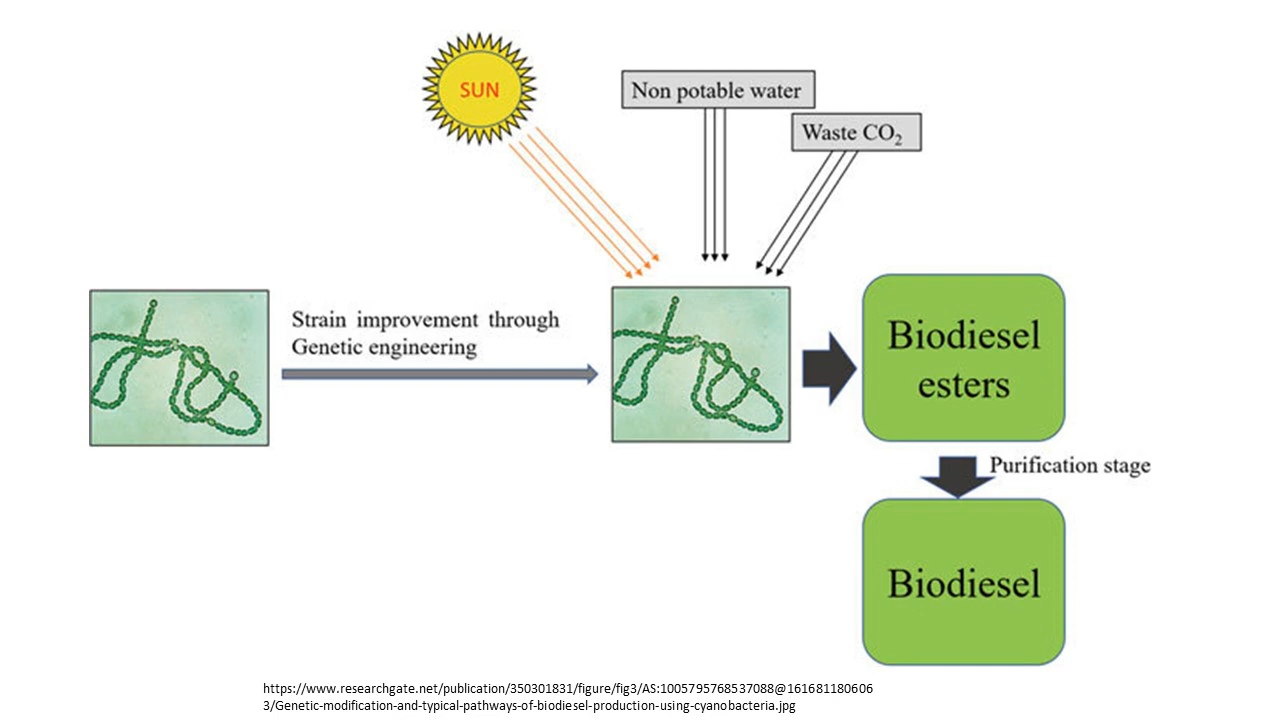 SUN
Non potable water
Waste CO₂
Strain improvement through
Genetic engineering
Biodiesel
esters
Purification stage
Biodiesel
https://www.researchgate.net/publication/350301831/figure/fig3/AS:1005795768537088@161681180606
3/Genetic-modification-and-typical-pathways-of-biodiesel-production-using-cyanobacteria.jpg